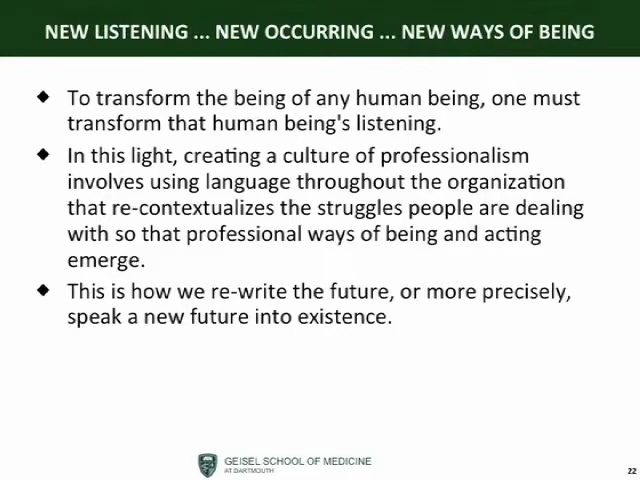 NEW LISTENING ... NEW OCCURRING ... NEW WAYS OF BEING
◆ To transform the being of any human being, one must
transform that human being's listening.
◆ In this light, creating a culture of professionalism
involves using language throughout the organization
that re-contextualizes the struggles people are dealing
with so that professional ways of being and acting
emerge.
◆ This is how we re-write the future, or more precisely,
speak a new future into existence.
GEISEL SCHOOL OF MEDICINE
AT DARTMOUTH
22